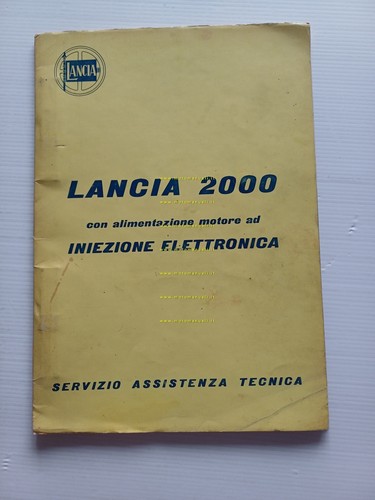 LANCIA
LANCIA 2000
con alimentazione motore ad
INIEZIONE ELETTRONICA
SERVIZIO ASSISTENZA TECNICA